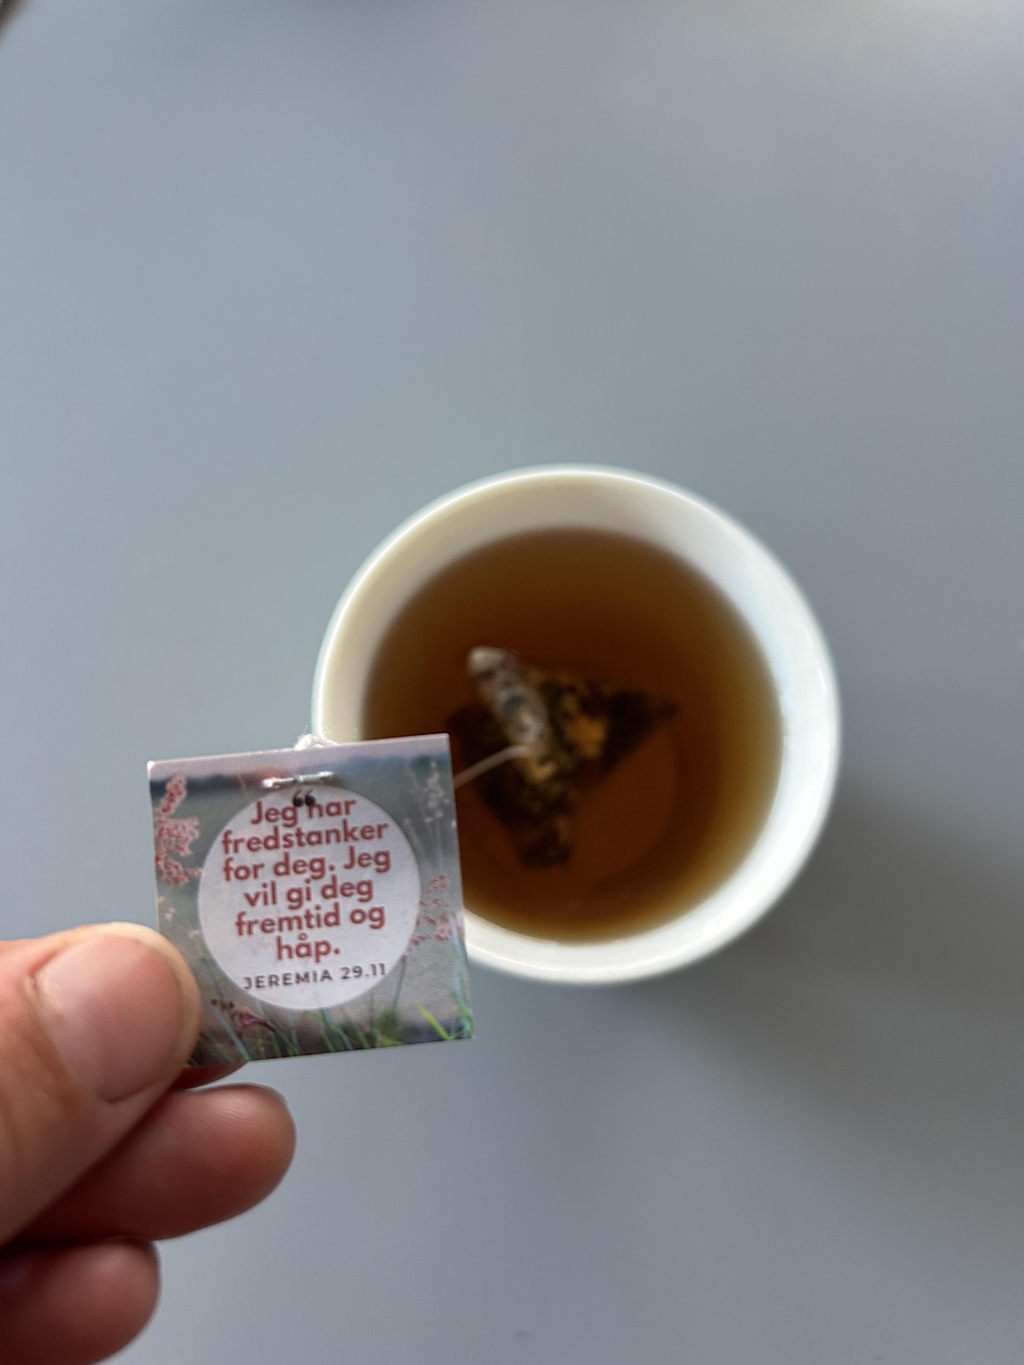 “
Jeg har
fredstanker
for deg. Jeg
vil gi deg
fremtid og
håp.
JEREMIA 29.11